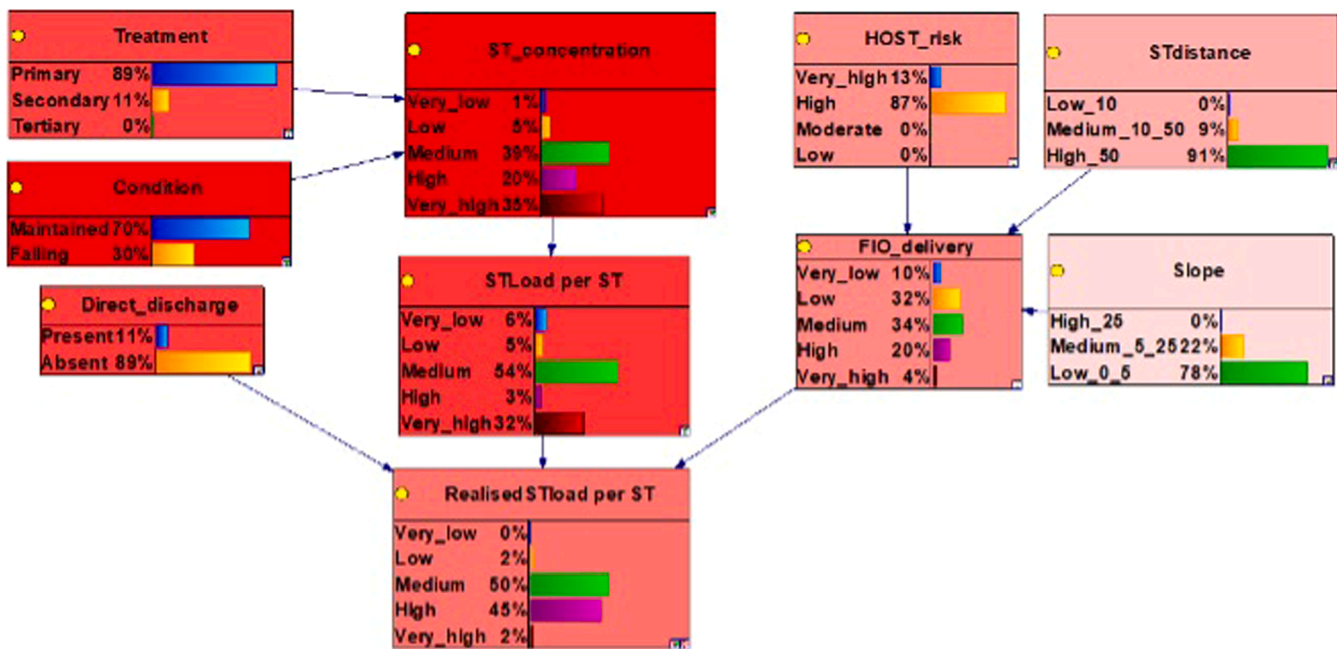 Treatment
Primary 89%
Secondary 11%
Tertiary 0%
Condition
Maintained 70%
Failing 30%
Direct_discharge
Present 11%
Absent 89%
ST_concentration
Very_low 1%
Low 5%
Medium 39%
High 20%
Very_high 35%
STLoad per ST
Very_low 6%
Low 5%
Medium 54%
High 3%
Very_high 32%
RealisedSTload per ST
Very_low 0%
Low 2%
Medium 50%
High 45%
Very_high 2%
HOST_risk
Very_high 13%
High 87%
Moderate 0%
Low 0%
STdistance
Low_10 0%
Medium_10_50 9%
High_50 91%
FIO_delivery
Very_low 10%
Low 32%
Medium 34%
High 20%
Very_high 4%
Slope
High_25 0%
Medium_5_25 22%
Low_0_5 78%